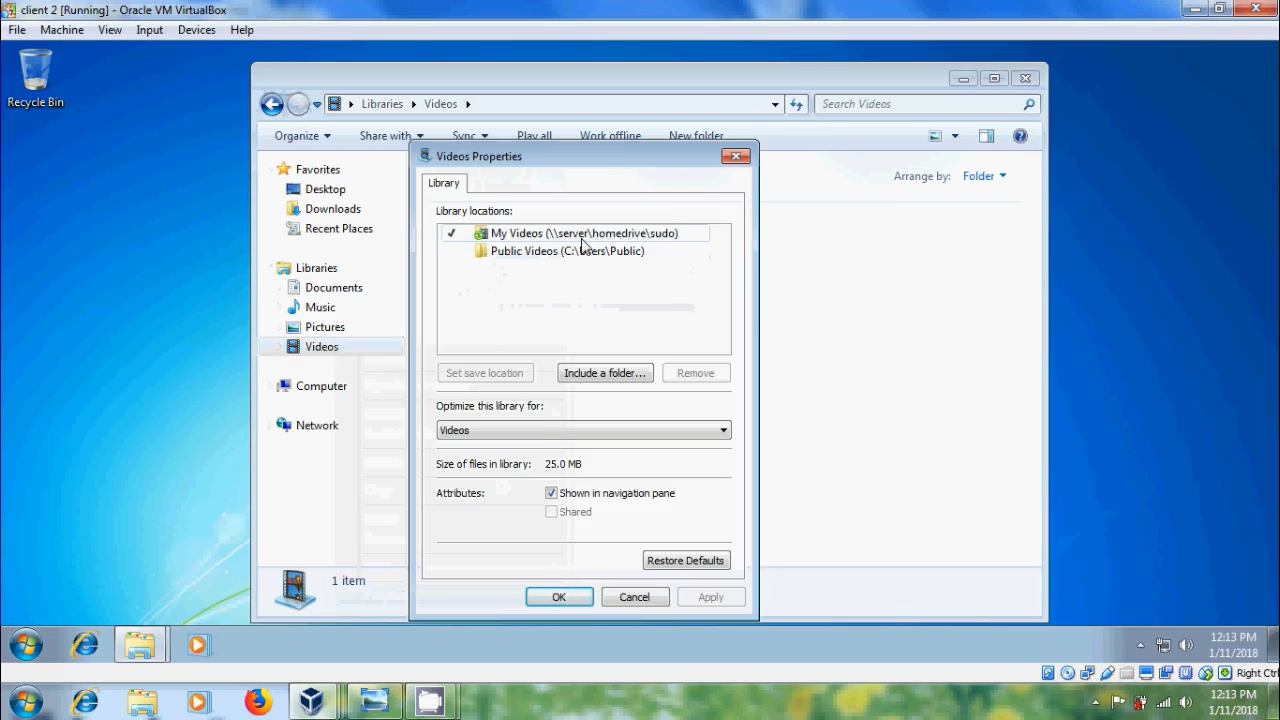 client 2 [Running] - Oracle VM VirtualBox
File Machine View Input Devices Help
Recycle Bin
Libraries Videos
Search Videos
Organize Share with Sync Play all Work offline New folder
Arrange by: Folder
Favorites
Desktop
Downloads
Recent Places
Libraries
Documents
Music
Pictures
Videos
Computer
Network
1 item
Videos Properties
Library
Library locations:
My Videos (\\server\homedrive\sudo)
Public Videos (C:\Users\Public)
Set save location Include a folder... Remove
Optimize this library for:
Videos
Size of files in library: 25.0 MB
Attributes: Shown in navigation pane
Shared
Restore Defaults
OK Cancel Apply
12:13 PM
1/11/2018
Right Ctrl
12:13 PM
1/11/2018